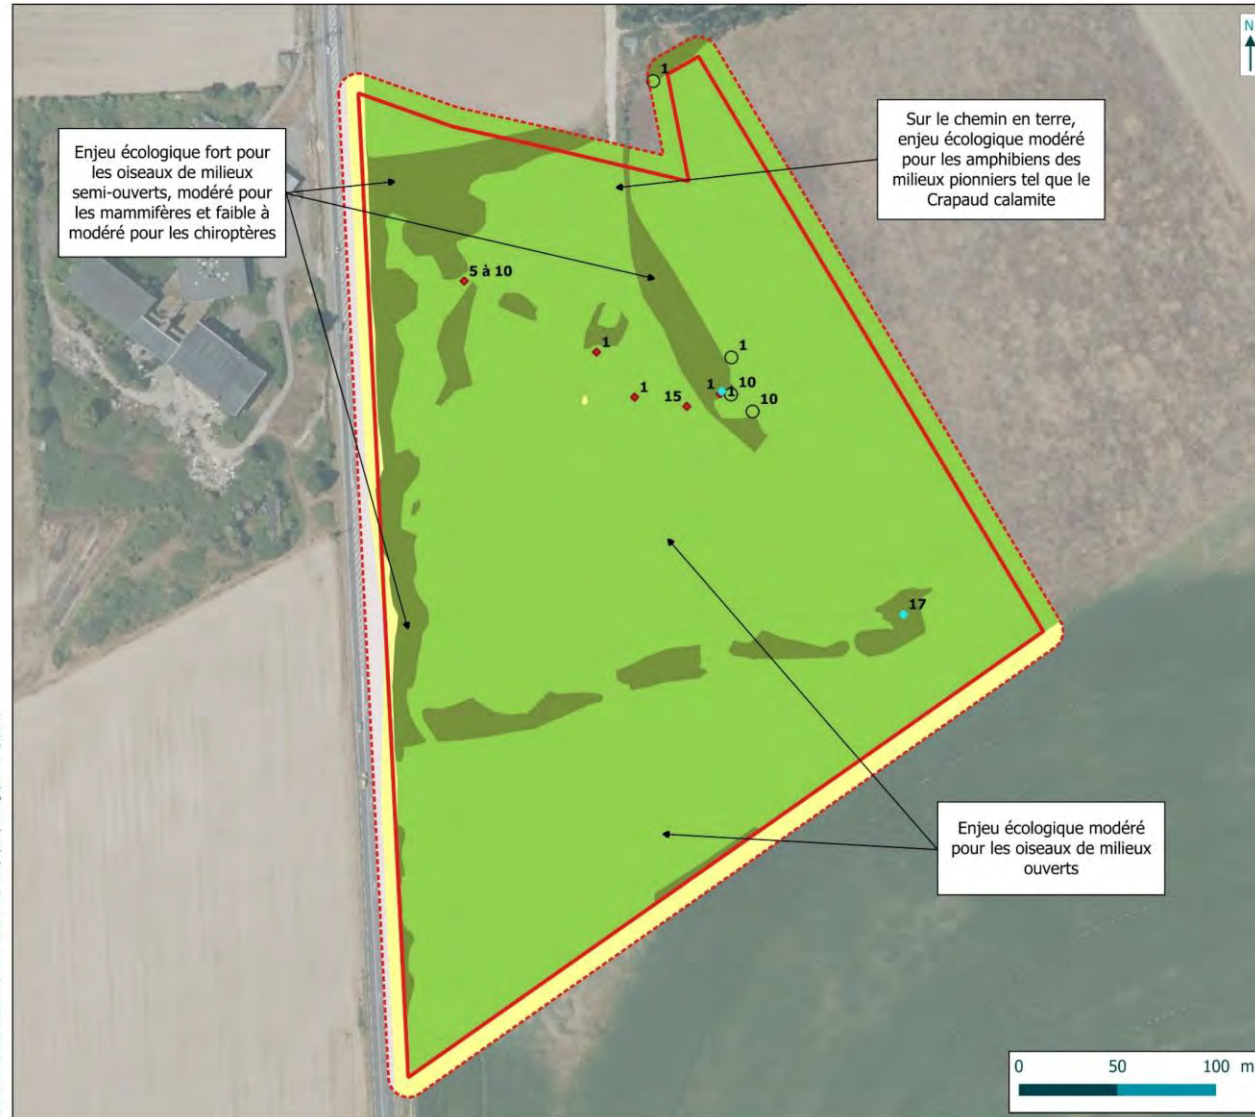 N
1
Sur le chemin en terre,
enjeu écologique modéré
pour les amphibiens des
milieux pionniers tel que le
Crapaud calamite
Enjeu écologique fort pour
les oiseaux de milieux
semi-ouverts, modéré pour
les mammifères et faible à
modéré pour les chiroptères
5 à 10
1
1
1
15
1
1
10
10
17
Enjeu écologique modéré
pour les oiseaux de milieux
ouverts
0 50 100 m